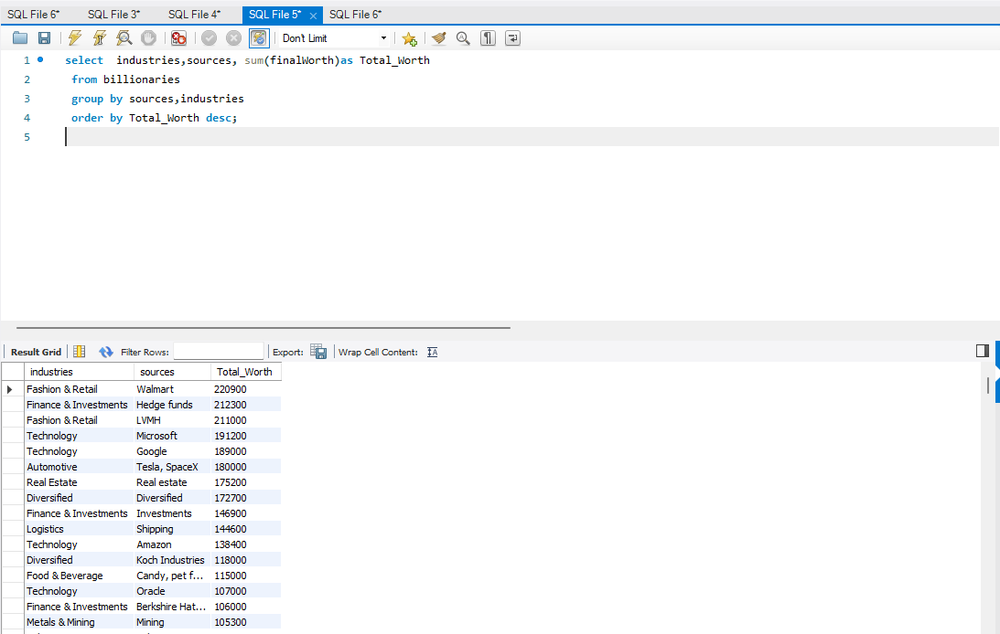 SQL File 6* SQL File 3* SQL File 4* SQL File 5* SQL File 6*
Don't Limit
1 select industries,sources, sum(finalWorth)as Total_Worth
2 from billionaries
3 group by sources,industries
4 order by Total_Worth desc;
5
Result Grid Filter Rows: Export: Wrap Cell Content:
industries sources Total_Worth
Fashion & Retail Walmart 220900
Finance & Investments Hedge funds 212300
Fashion & Retail LVMH 211000
Technology Microsoft 191200
Technology Google 189000
Automotive Tesla, SpaceX 180000
Real Estate Real estate 175200
Diversified Diversified 172700
Finance & Investments Investments 146900
Logistics Shipping 144600
Technology Amazon 138400
Diversified Koch Industries 118000
Food & Beverage Candy, pet f... 115000
Technology Oracle 107000
Finance & Investments Berkshire Hat... 106000
Metals & Mining Mining 105300